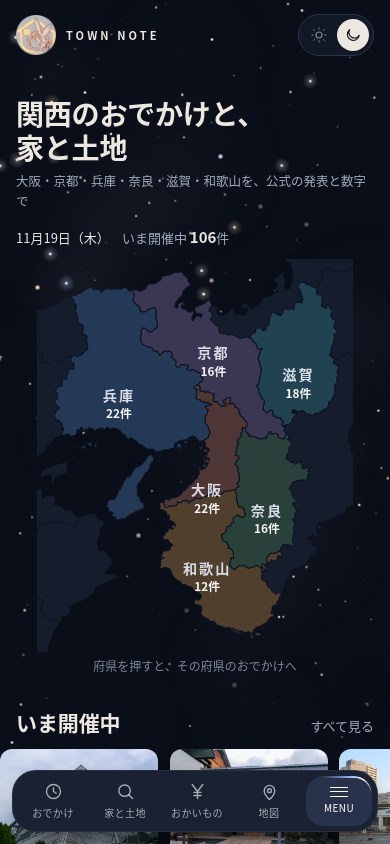 TOWN NOTE
関西のおでかけと、
家と土地
大阪・京都・兵庫・奈良・滋賀・和歌山を、公式の発表と数字
で
11月19日（木） いま開催中 106件
京都
16件
滋賀
18件
兵庫
22件
大阪
22件
奈良
16件
和歌山
12件
府県を押すと、その府県のおでかけへ
いま開催中
すべて見る
おでかけ
家と土地
おかいもの
地図
MENU